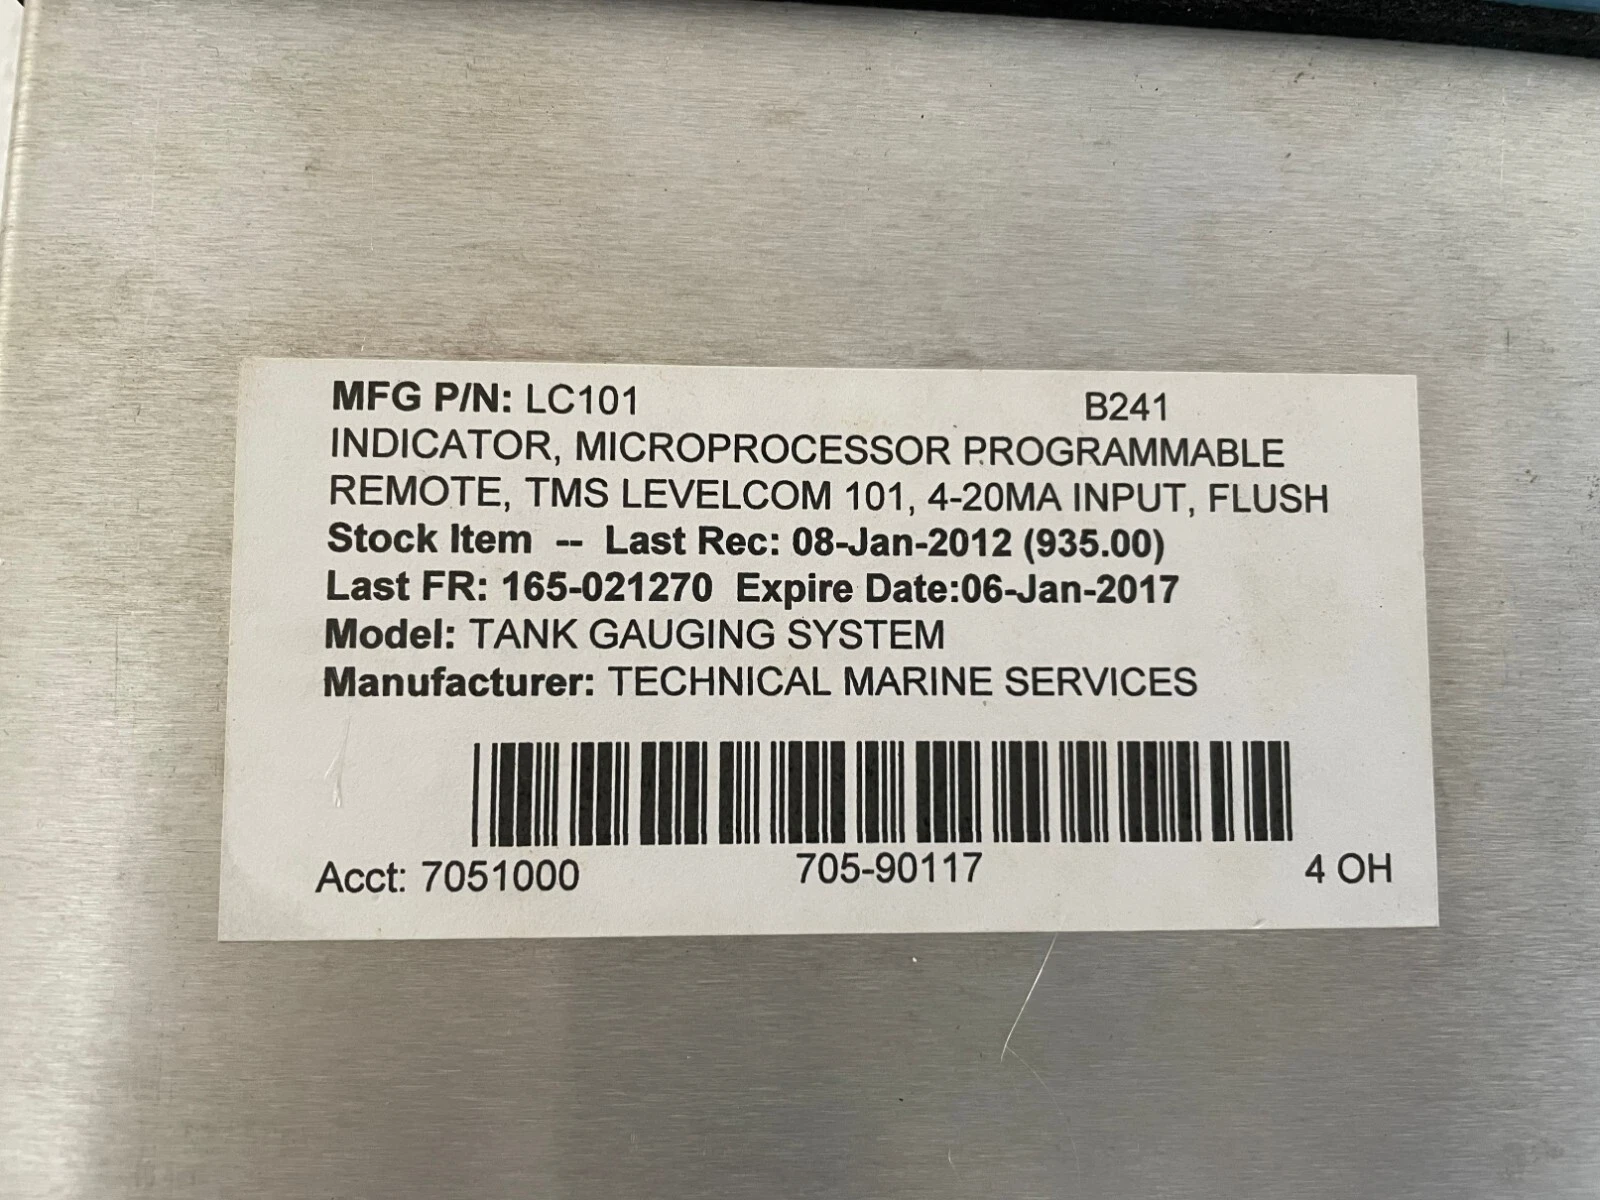 MFG P/N: LC101 B241
INDICATOR, MICROPROCESSOR PROGRAMMABLE
REMOTE, TMS LEVELCOM 101, 4-20MA INPUT, FLUSH
Stock Item -- Last Rec: 08-Jan-2012 (935.00)
Last FR: 165-021270 Expire Date:06-Jan-2017
Model: TANK GAUGING SYSTEM
Manufacturer: TECHNICAL MARINE SERVICES
Acct: 7051000 705-90117 4 OH